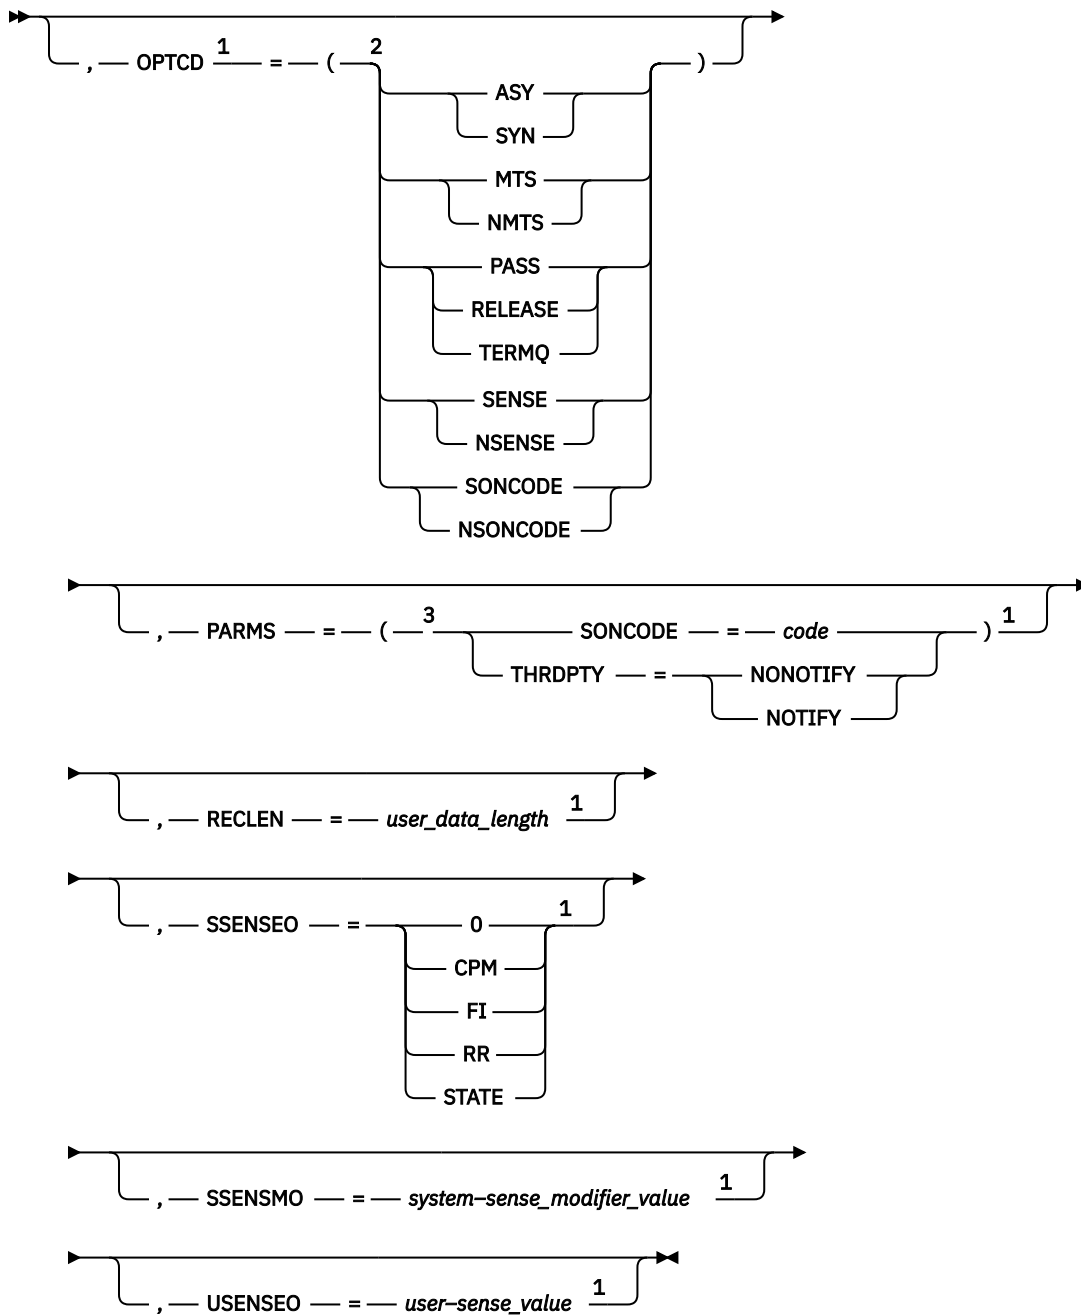 , OPTCD 1 = ( 2 )
ASY
SYN
MTS
NMTS
PASS
RELEASE
TERMQ
SENSE
NSENSE
SONCODE
NSONCODE
, PARMS = ( 3 SONCODE = code ) 1
THRDPTY = NONOTIFY
NOTIFY
, RECLEN = user_data_length 1
, SSENSEO = 0 1
CPM
FI
RR
STATE
, SSENSMO = system–sense_modifier_value 1
, USENSEO = user–sense_value 1